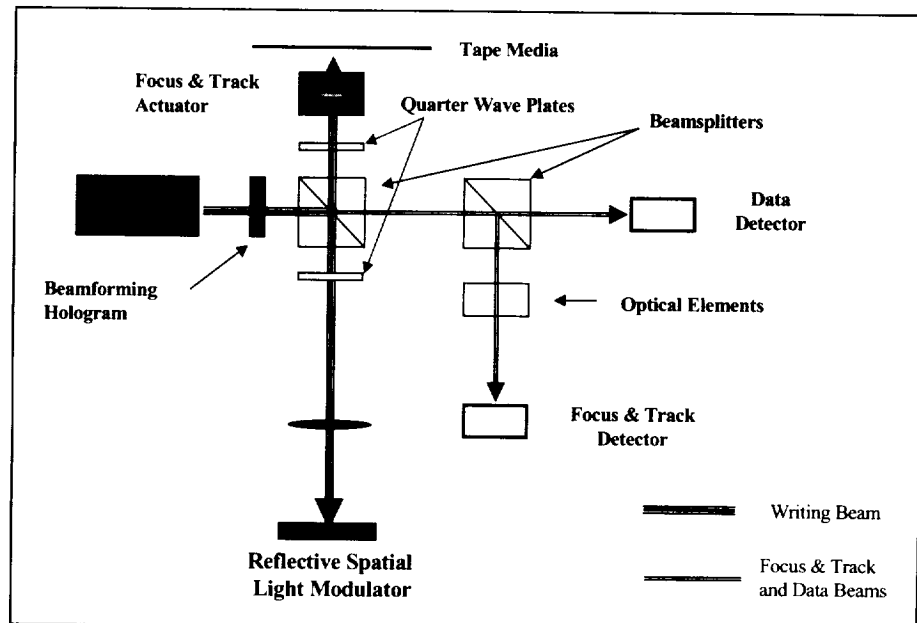 Tape Media
Focus & Track
Actuator
Quarter Wave Plates
Beamsplitters
Data
Detector
Beamforming
Hologram
Optical Elements
Focus & Track
Detector
Reflective Spatial
Light Modulator
Writing Beam
Focus & Track
and Data Beams